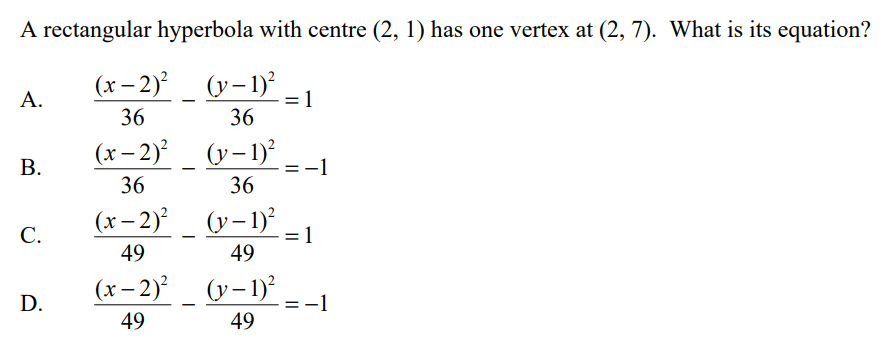 A rectangular hyperbola with centre (2, 1) has one vertex at (2, 7). What is its equation?
A. (x – 2)²/36 – (y – 1)²/36 = 1
B. (x – 2)²/36 – (y – 1)²/36 = –1
C. (x – 2)²/49 – (y – 1)²/49 = 1
D. (x – 2)²/49 – (y – 1)²/49 = –1